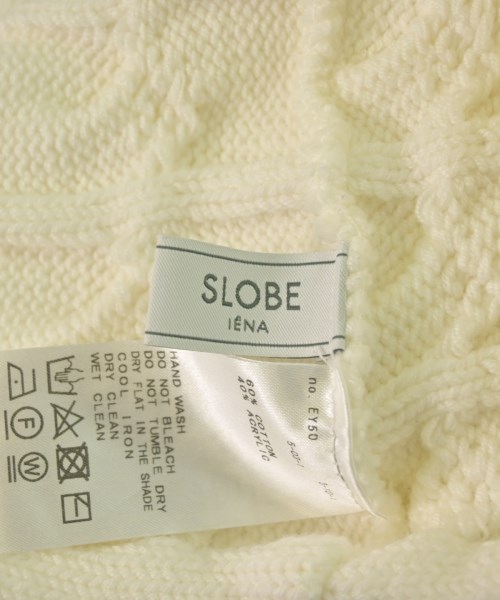 SLOBE
IÉNA
HAND WASH
DO NOT BLEACH
DO NOT TUMBLE DRY
DRY FLAT IN THE SHADE
COOL IRON
DRY CLEAN
WET CLEAN
F
W
no. EY50
60% COTTON
40% ACRYLIC